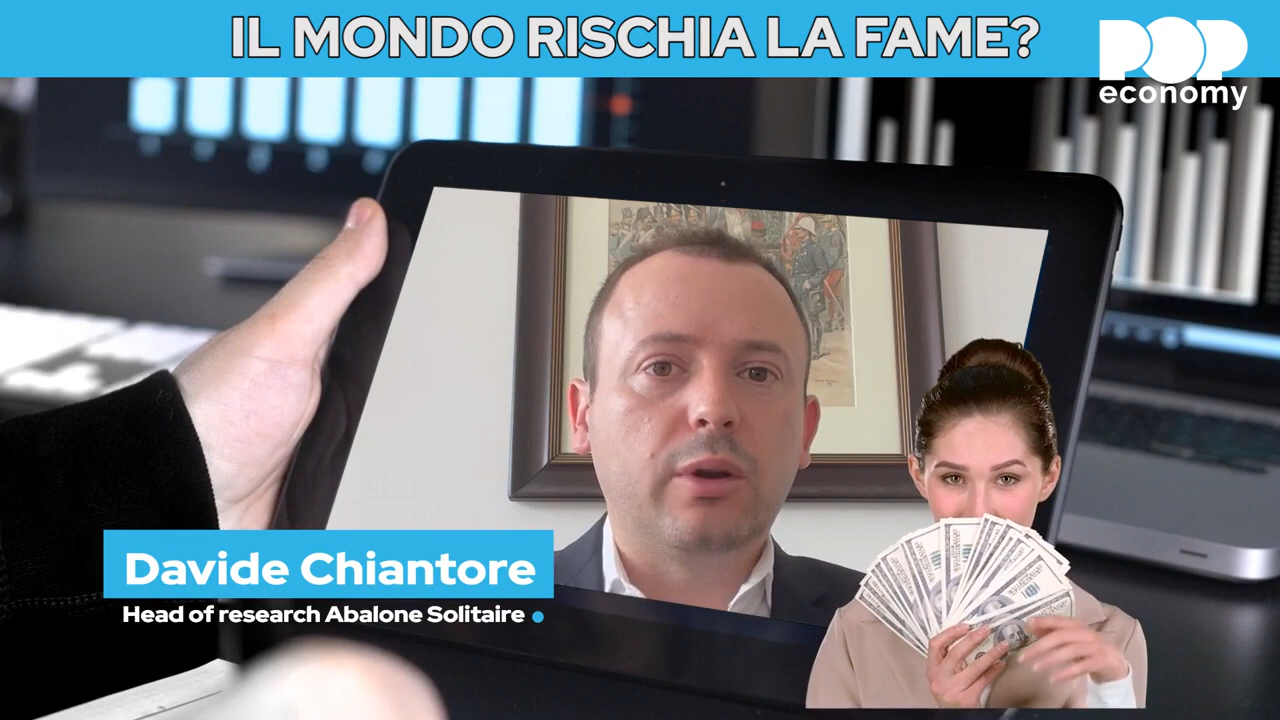 IL MONDO RISCHIA LA FAME?
POP
economy
Davide Chiantore
Head of research Abalone Solitaire